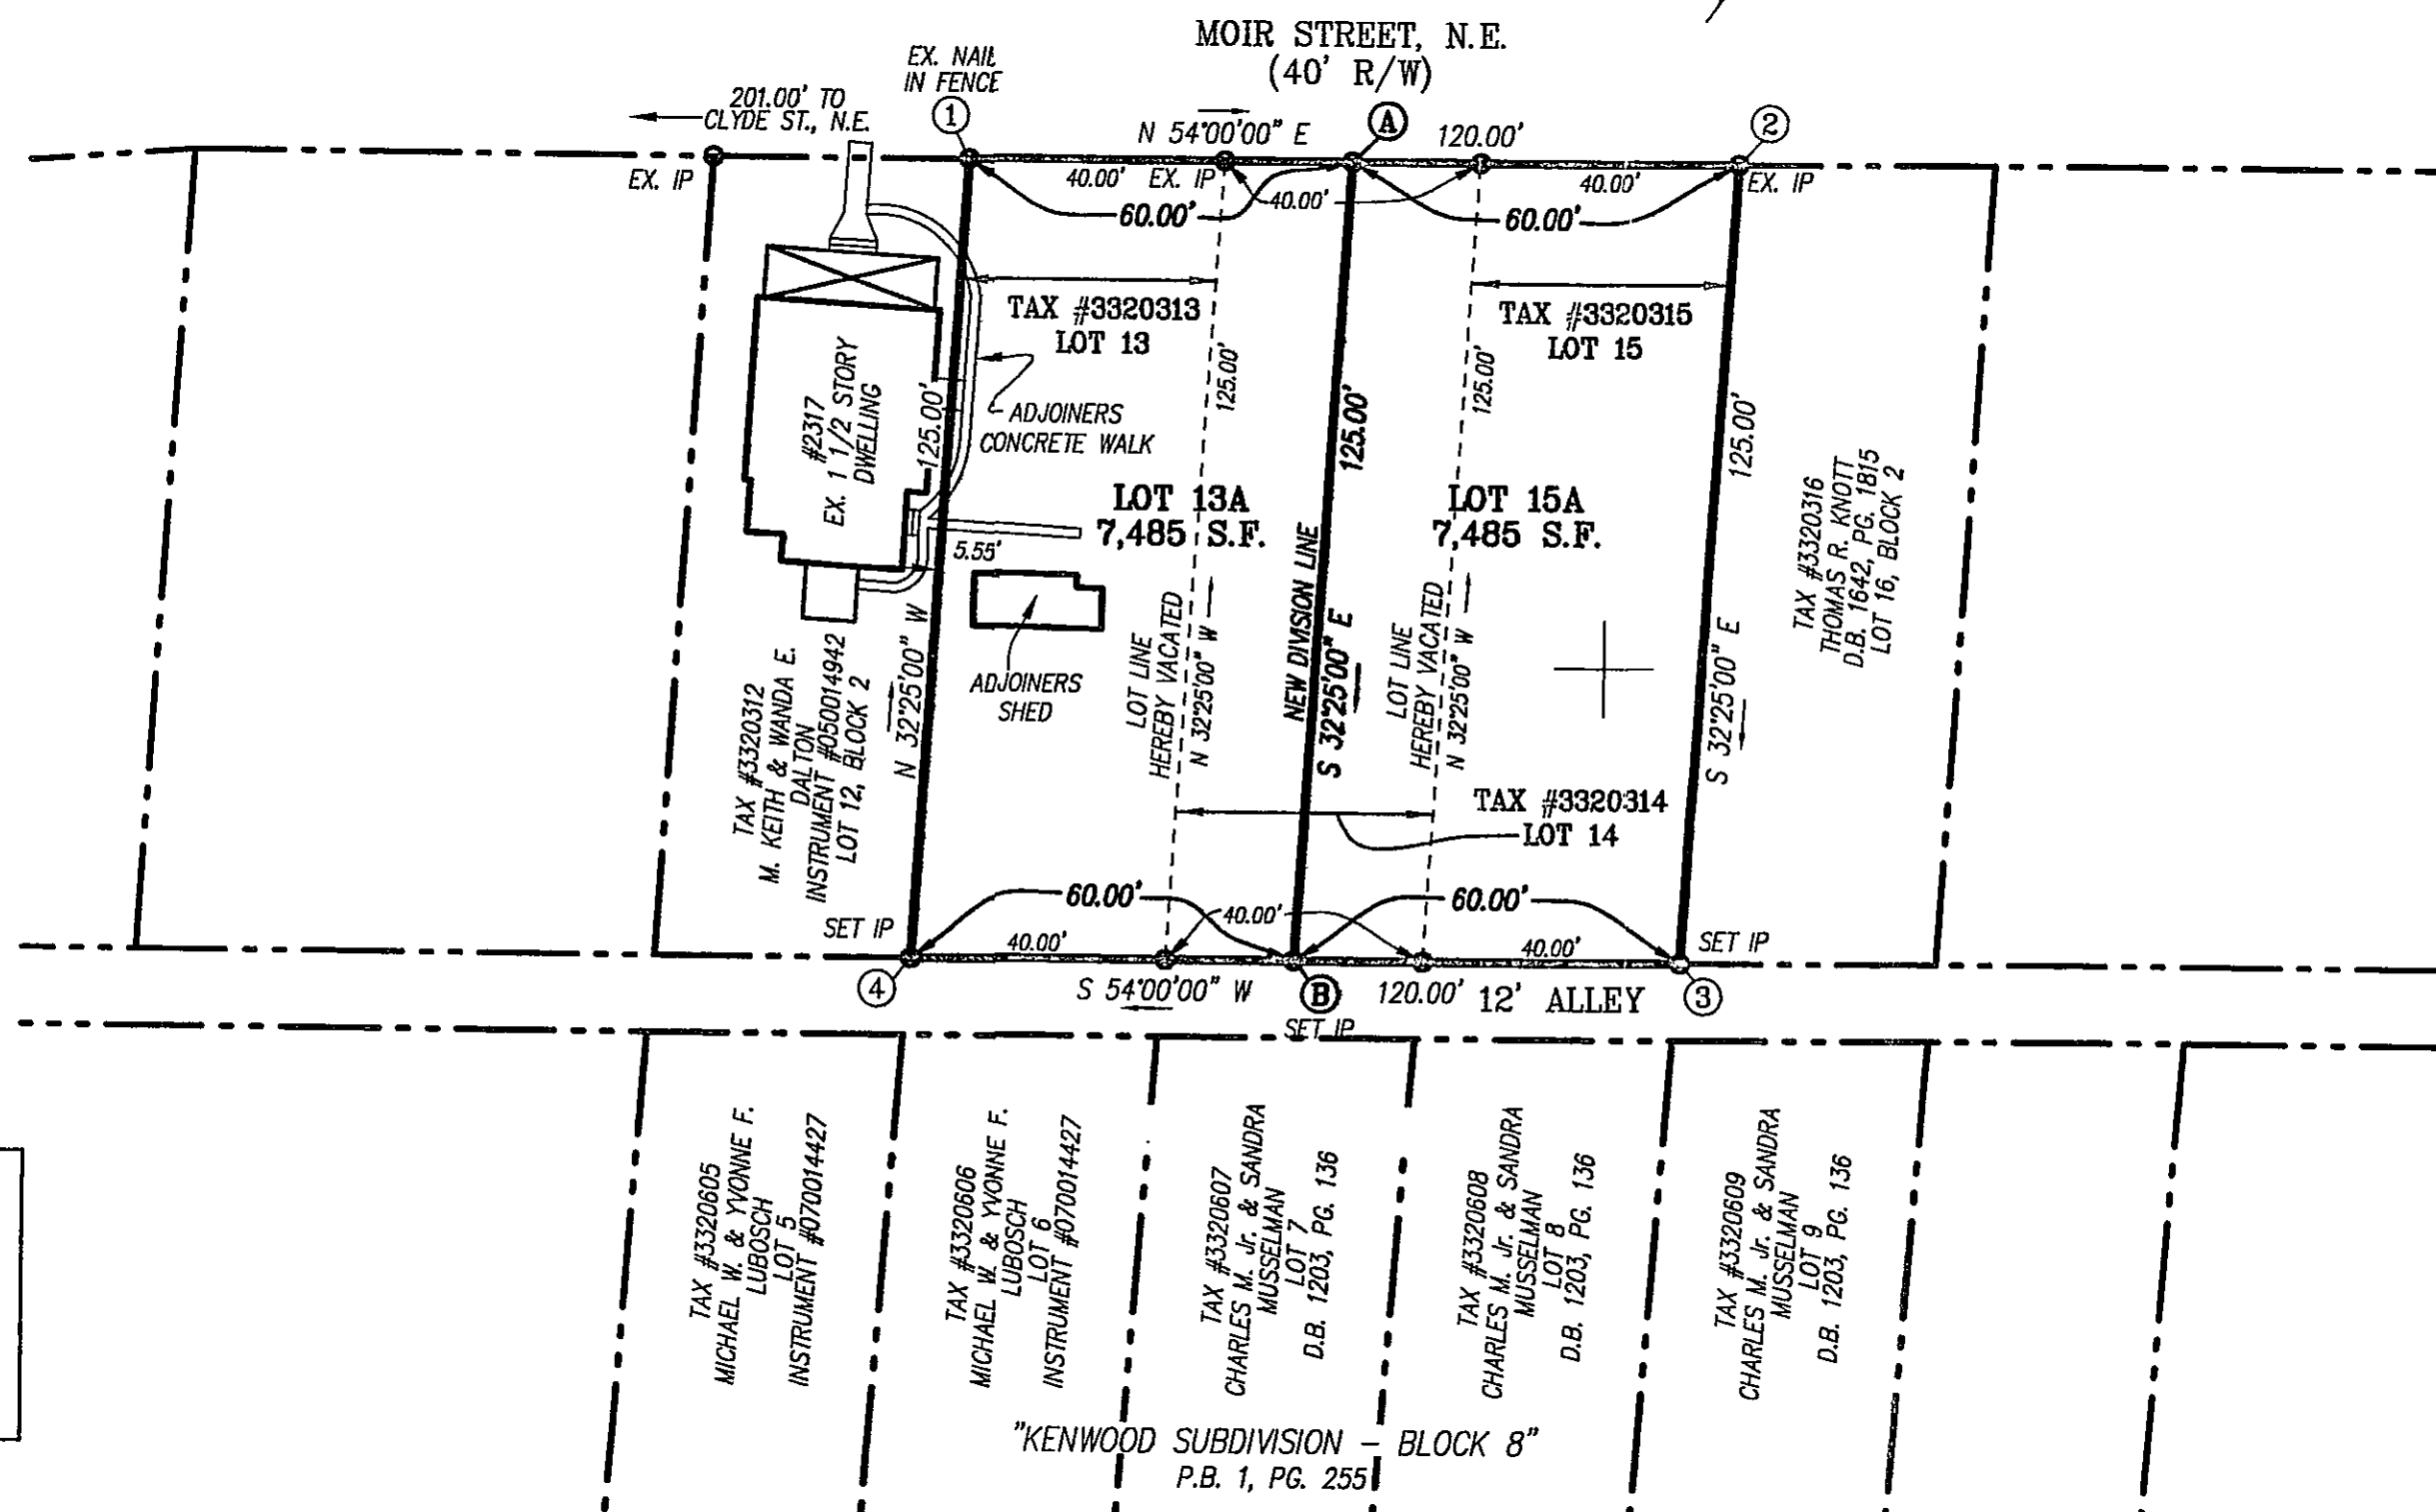 MOIR STREET, N.E.
(40' R/W)
EX. NAIL
IN FENCE
201.00' TO
CLYDE ST., N.E.
1
N 54°00'00" E
A
120.00'
2
EX. IP
40.00'
EX. IP
40.00'
40.00'
EX. IP
60.00'
60.00'
TAX #3320313
LOT 13
TAX #3320315
LOT 15
#2317
EX. 1 1/2 STORY
DWELLING
125.00'
ADJOINERS
CONCRETE WALK
125.00'
125.00'
125.00'
125.00'
LOT 13A
7,485 S.F.
LOT 15A
7,485 S.F.
5.55'
ADJOINERS
SHED
N 32°25'00" W
LOT LINE
HEREBY VACATED
N 32°25'00" W
NEW DIVISION LINE
S 32°25'00" E
LOT LINE
HEREBY VACATED
N 32°25'00" W
S 32°25'00" E
TAX #3320316
THOMAS R. KNOTT
D.B. 1642, PG. 1815
LOT 16, BLOCK 2
TAX #3320312
M. KEITH & WANDA E.
DALTON
INSTRUMENT #050014942
LOT 12, BLOCK 2
TAX #3320314
LOT 14
60.00'
40.00'
60.00'
SET IP
40.00'
40.00'
SET IP
4
S 54°00'00" W
B
120.00'
12' ALLEY
3
SET IP
TAX #3320605
MICHAEL W. & YVONNE F.
LUBOSCH
LOT 5
INSTRUMENT #070014427
TAX #3320606
MICHAEL W. & YVONNE F.
LUBOSCH
LOT 6
INSTRUMENT #070014427
TAX #3320607
CHARLES M. Jr. & SANDRA
MUSSELMAN
LOT 7
D.B. 1203, PG. 136
TAX #3320608
CHARLES M. Jr. & SANDRA
MUSSELMAN
LOT 8
D.B. 1203, PG. 136
TAX #3320609
CHARLES M. Jr. & SANDRA
MUSSELMAN
LOT 9
D.B. 1203, PG. 136
"KENWOOD SUBDIVISION - BLOCK 8"
P.B. 1, PG. 255